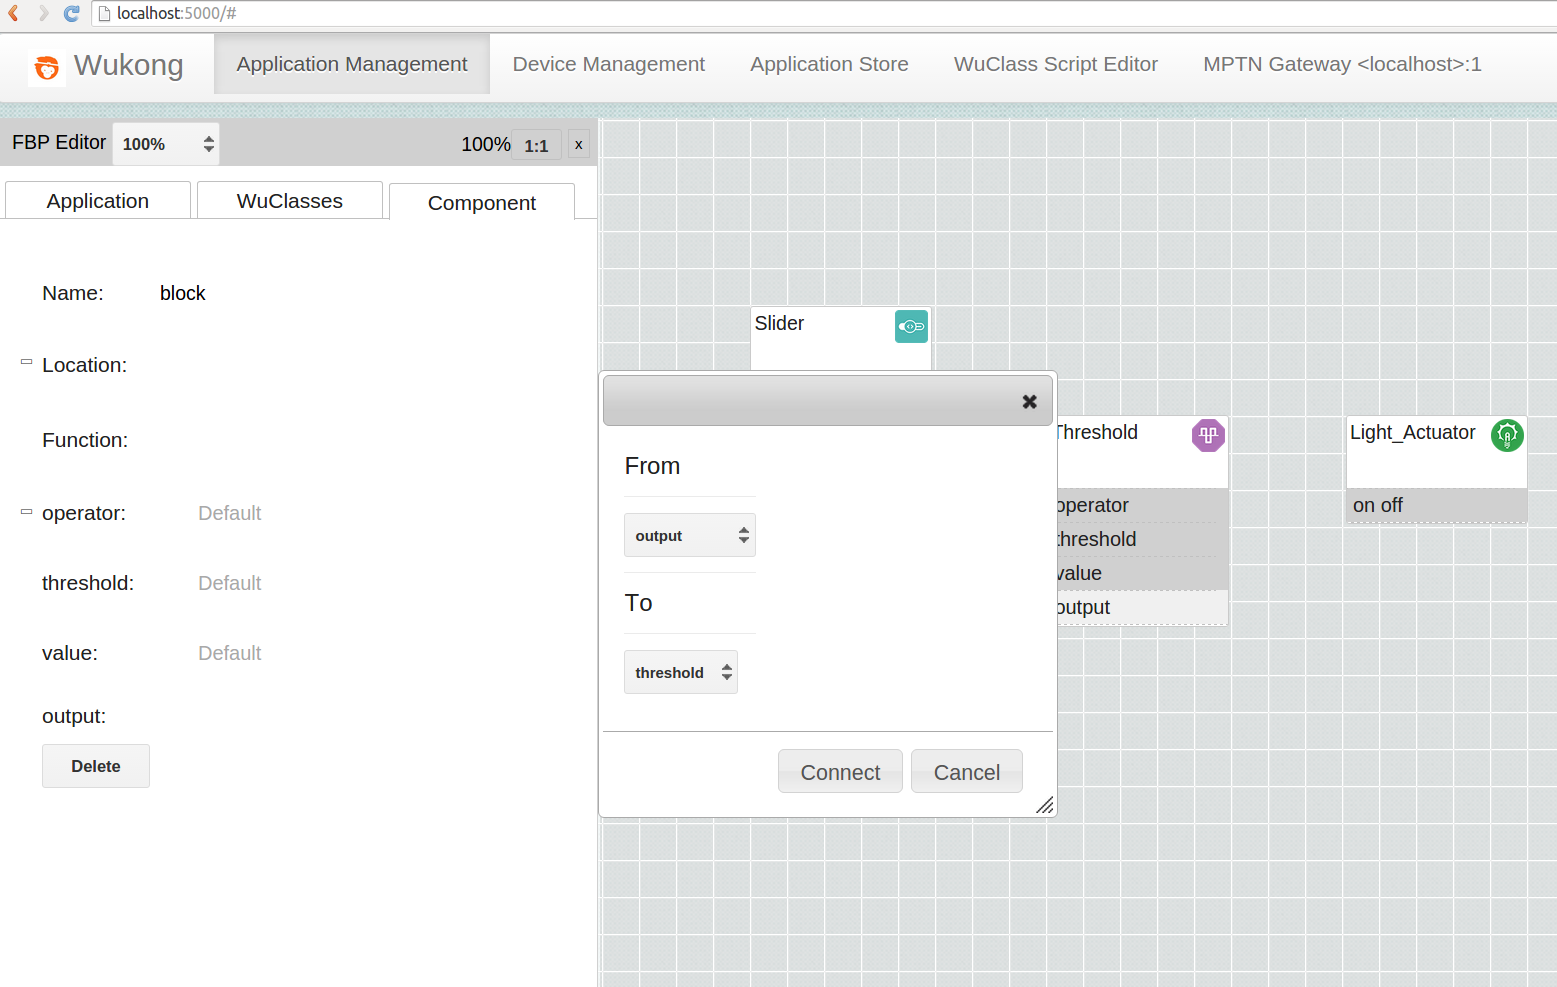 localhost:5000/#
Wukong
Application Management
Device Management
Application Store
WuClass Script Editor
MPTN Gateway <localhost>:1
FBP Editor
100%
100%
1:1
x
Application
WuClasses
Component
Name:
block
Location:
Function:
operator:
Default
threshold:
Default
value:
Default
output:
Delete
Slider
From
output
To
threshold
Connect
Cancel
Threshold
operator
threshold
value
output
Light_Actuator
on off